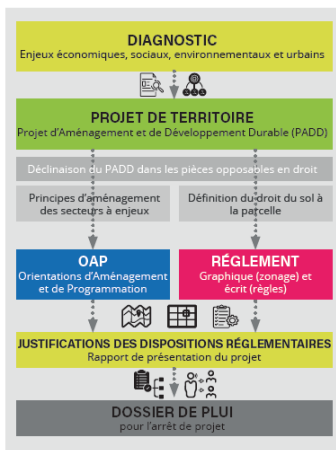 DIAGNOSTIC
Enjeux économiques, sociaux, environnementaux et urbains
PROJET DE TERRITOIRE
Projet d'Aménagement et de Développement Durable (PADD)
Déclinaison du PADD dans les pièces opposables en droit
Principes d'aménagement
des secteurs à enjeux
Définition du droit du sol à
la parcelle
OAP
Orientations d'Aménagement
et de Programmation
RÉGLEMENT
Graphique (zonage) et
écrit (règles)
JUSTIFICATIONS DES DISPOSITIONS RÉGLEMENTAIRES
Rapport de présentation du projet
DOSSIER DE PLUI
pour l'arrêt de projet